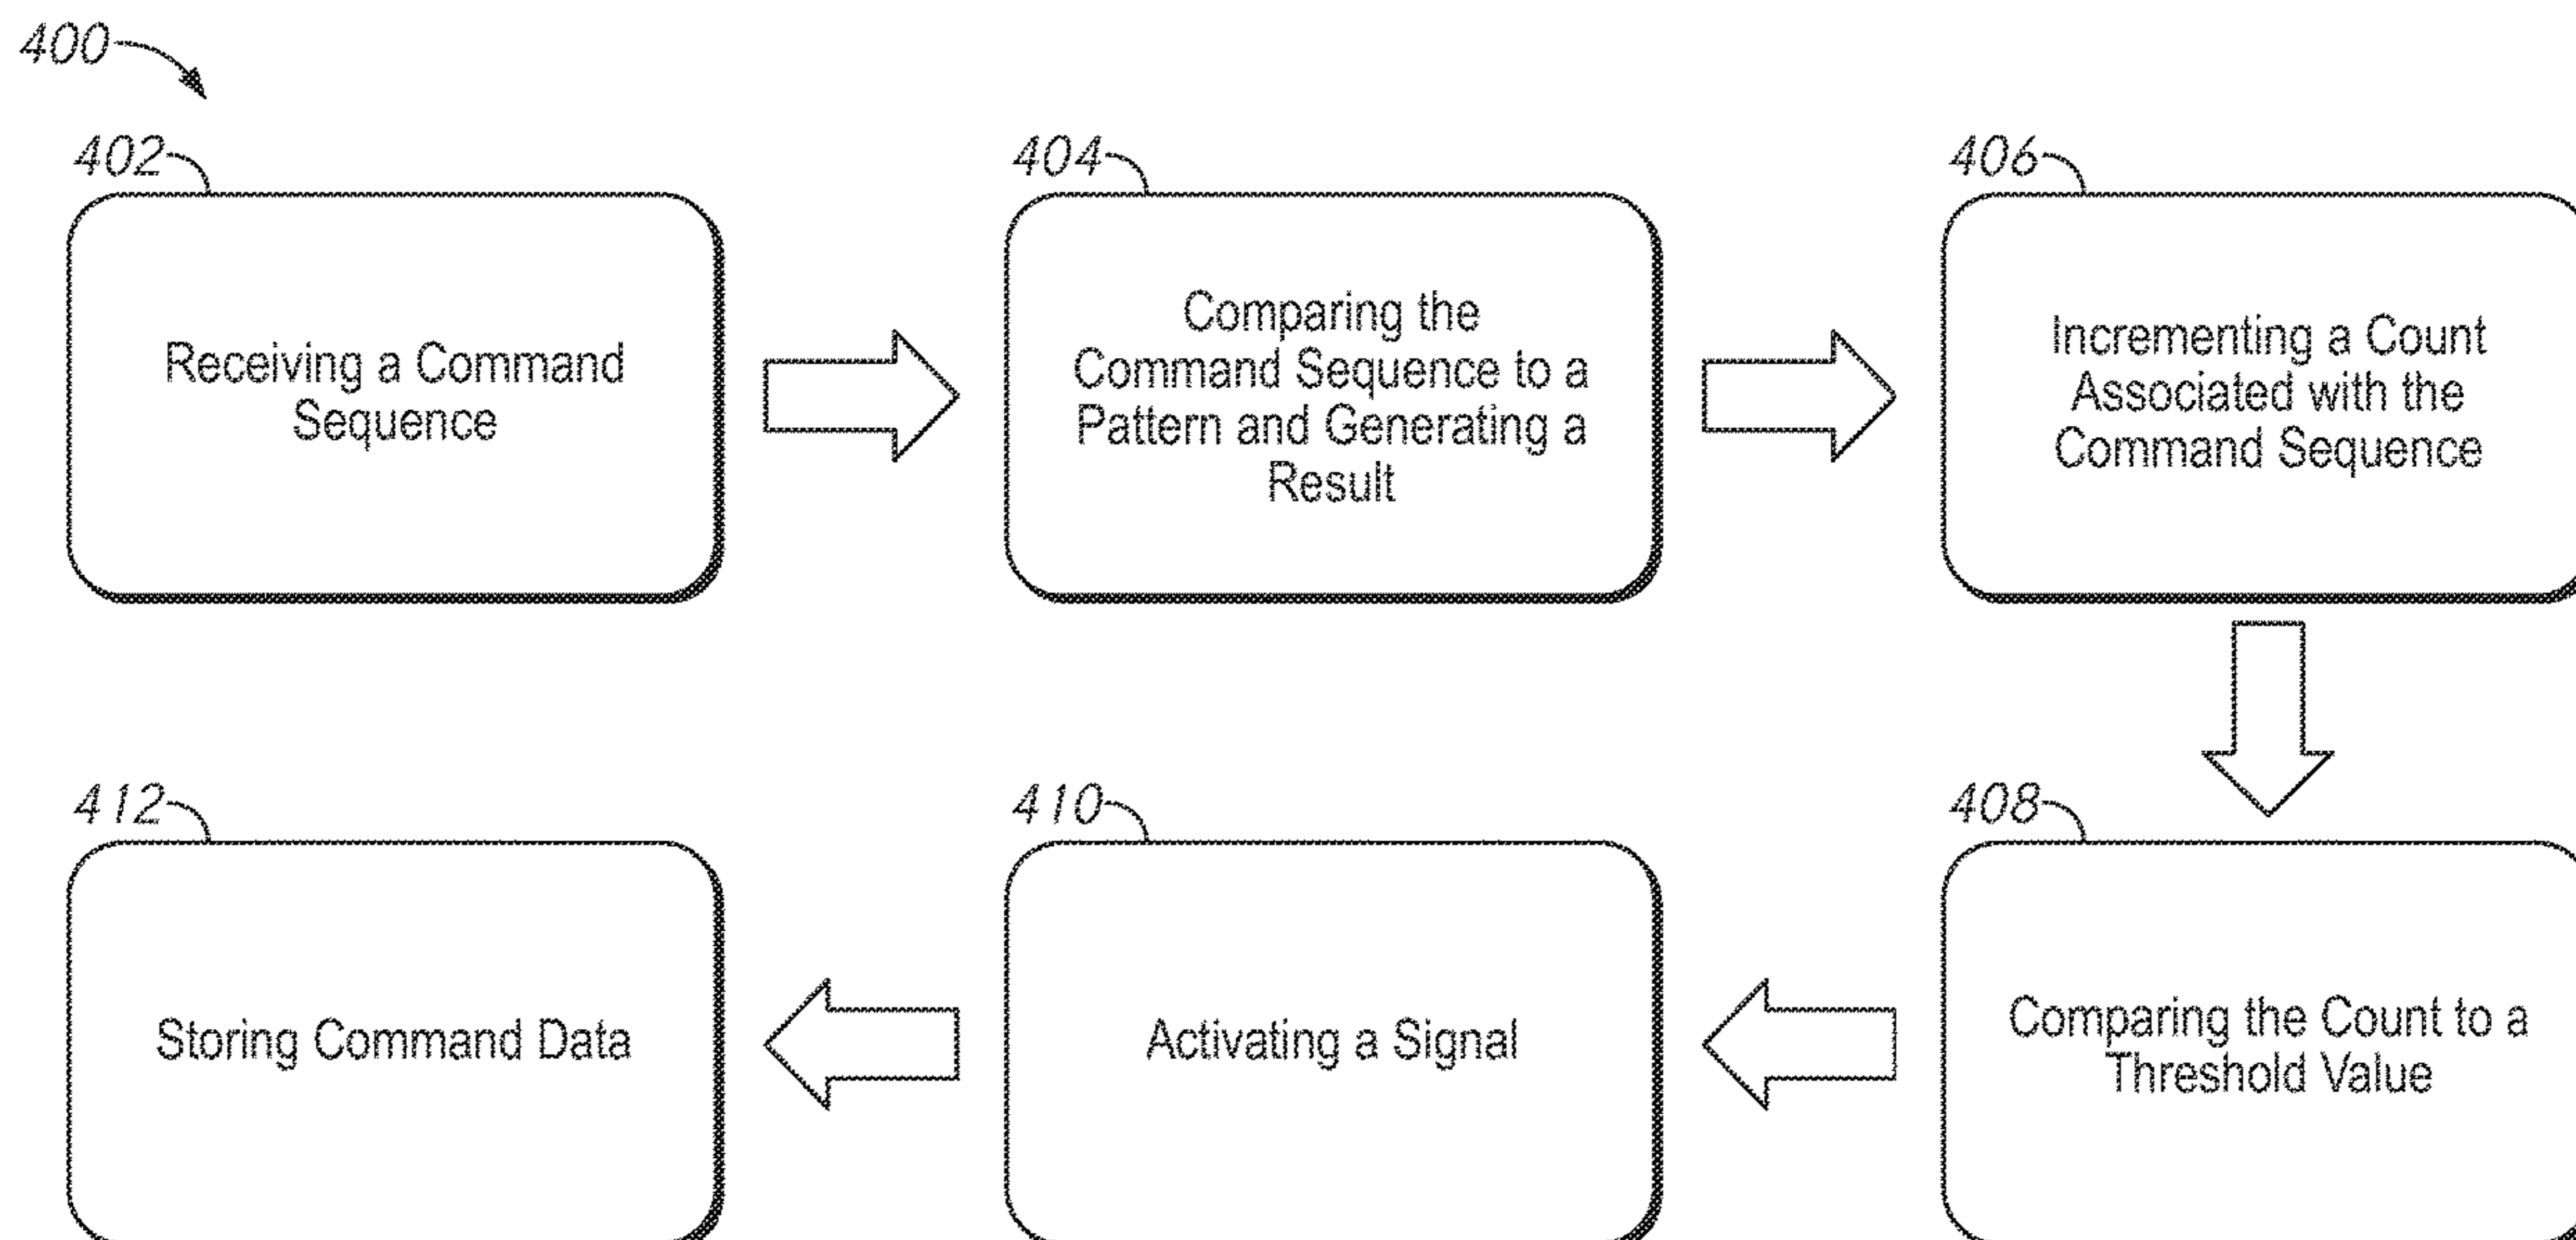 400
402
Receiving a Command
Sequence
404
Comparing the
Command Sequence to a
Pattern and Generating a
Result
406
Incrementing a Count
Associated with the
Command Sequence
412
Storing Command Data
410
Activating a Signal
408
Comparing the Count to a
Threshold Value